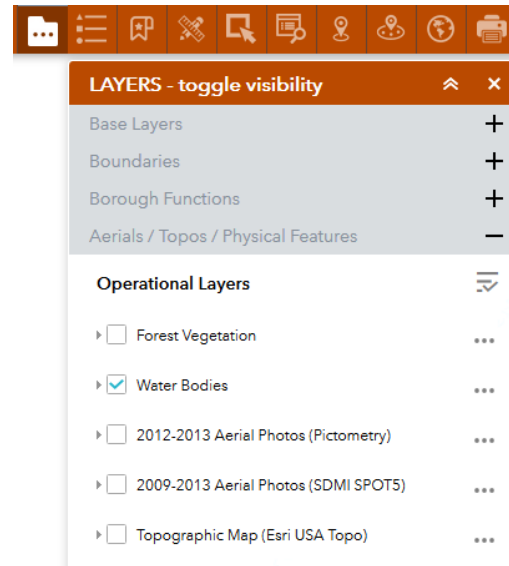 LAYERS - toggle visibility
Base Layers
Boundaries
Borough Functions
Aerials / Topos / Physical Features
Operational Layers
Forest Vegetation
Water Bodies
2012-2013 Aerial Photos (Pictometry)
2009-2013 Aerial Photos (SDMI SPOT5)
Topographic Map (Esri USA Topo)